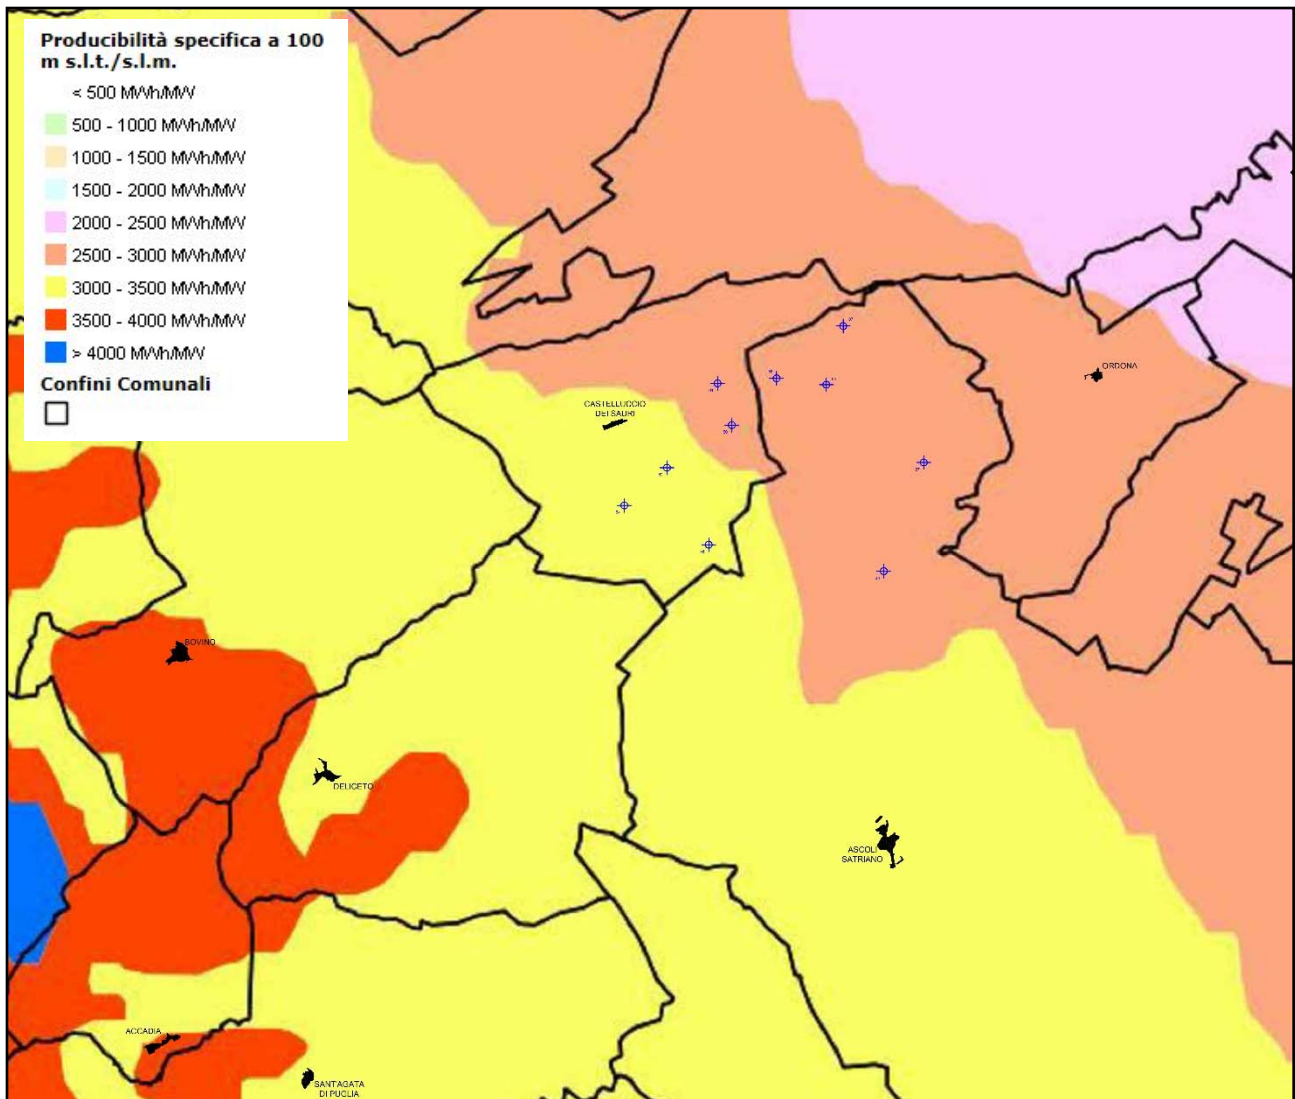 Producibilità specifica a 100
m s.l.t./s.l.m.
< 500 MWh/MW
500 - 1000 MWh/MW
1000 - 1500 MWh/MW
1500 - 2000 MWh/MW
2000 - 2500 MWh/MW
2500 - 3000 MWh/MW
3000 - 3500 MWh/MW
3500 - 4000 MWh/MW
> 4000 MWh/MW
Confini Comunali
ORDONA
CASTELLUCCIO
DEI SAURI
BOVINO
DELICETO
ASCOLI
SATRIANO
ACCADIA
SANT'AGATA
DI PUGLIA